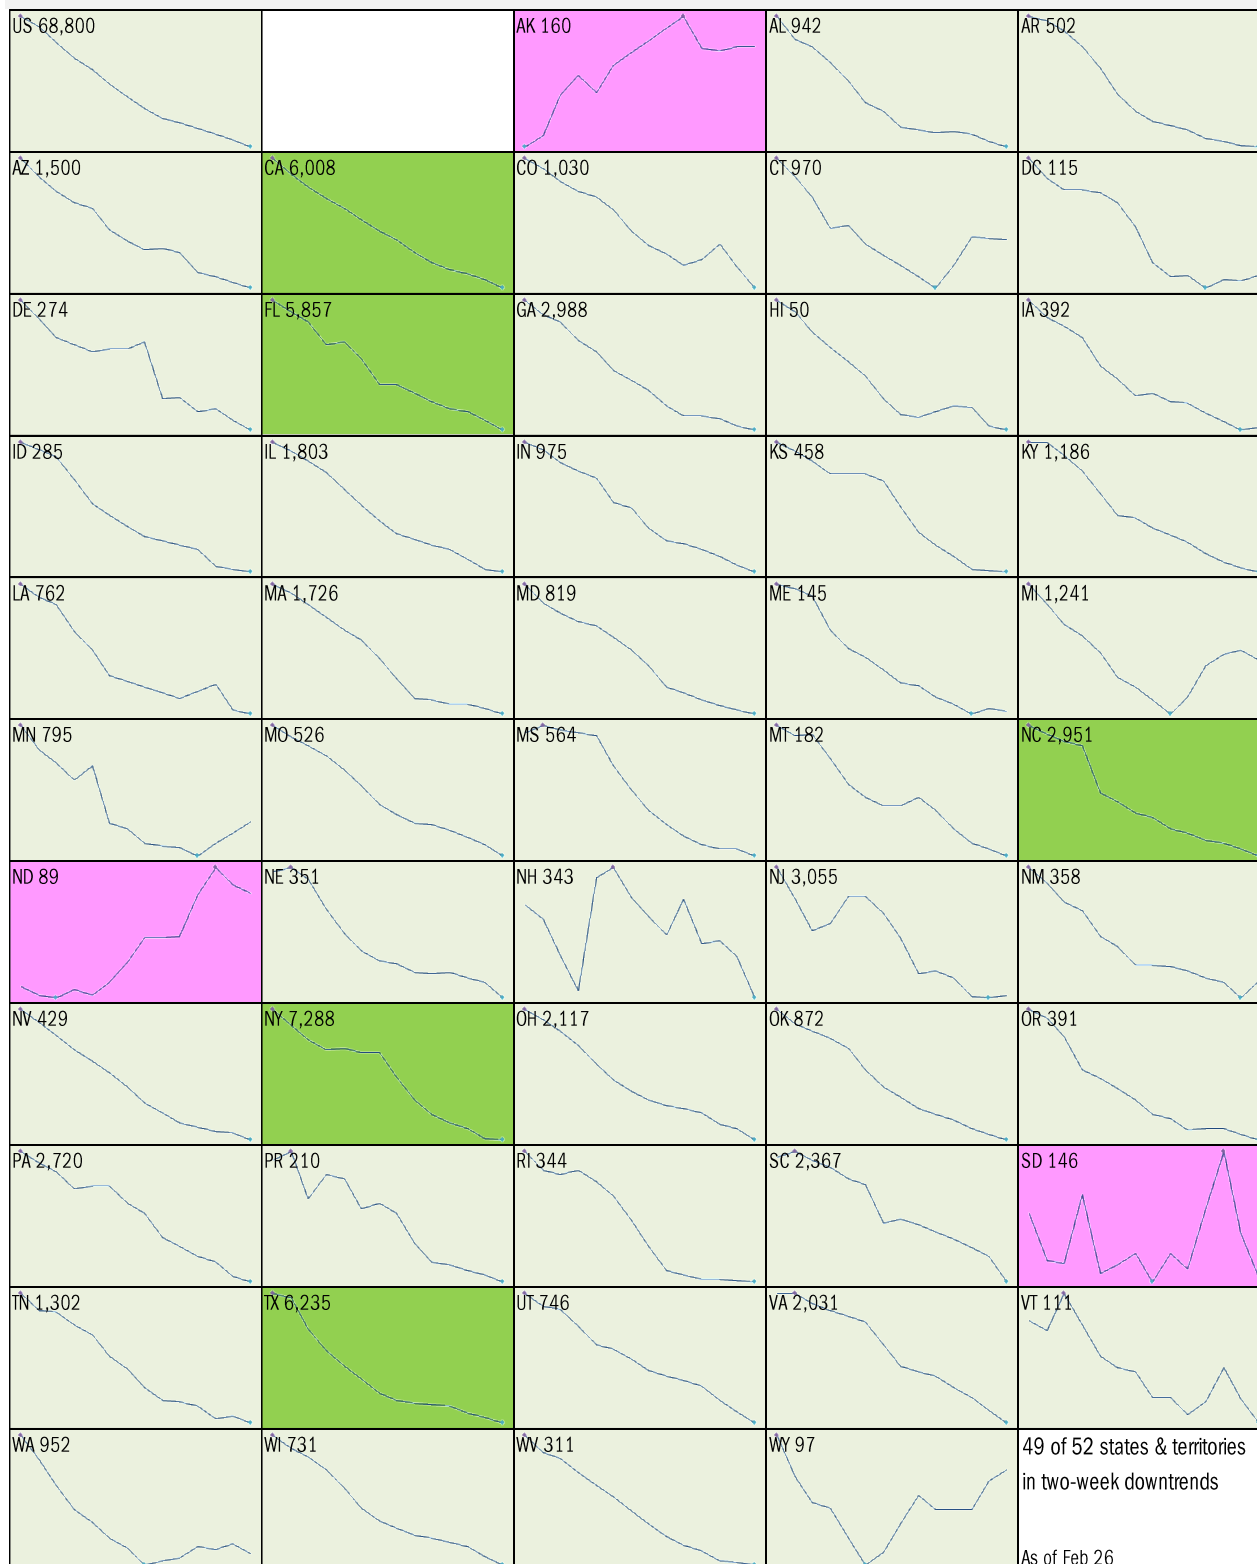 US 68,800
AK 160
AL 942
AR 502
AZ 1,500
CA 6,008
CO 1,030
CT 970
DC 115
DE 274
FL 5,857
GA 2,988
HI 50
IA 392
ID 285
IL 1,803
IN 975
KS 458
KY 1,186
LA 762
MA 1,726
MD 819
ME 145
MI 1,241
MN 795
MO 526
MS 564
MT 182
NC 2,951
ND 89
NE 351
NH 343
NJ 3,055
NM 358
NV 429
NY 7,288
OH 2,117
OK 872
OR 391
PA 2,720
PR 210
RI 344
SC 2,367
SD 146
TN 1,302
TX 6,235
UT 746
VA 2,031
VT 111
WA 952
WI 731
WV 311
WY 97
49 of 52 states & territories
in two-week downtrends
As of Feb 26